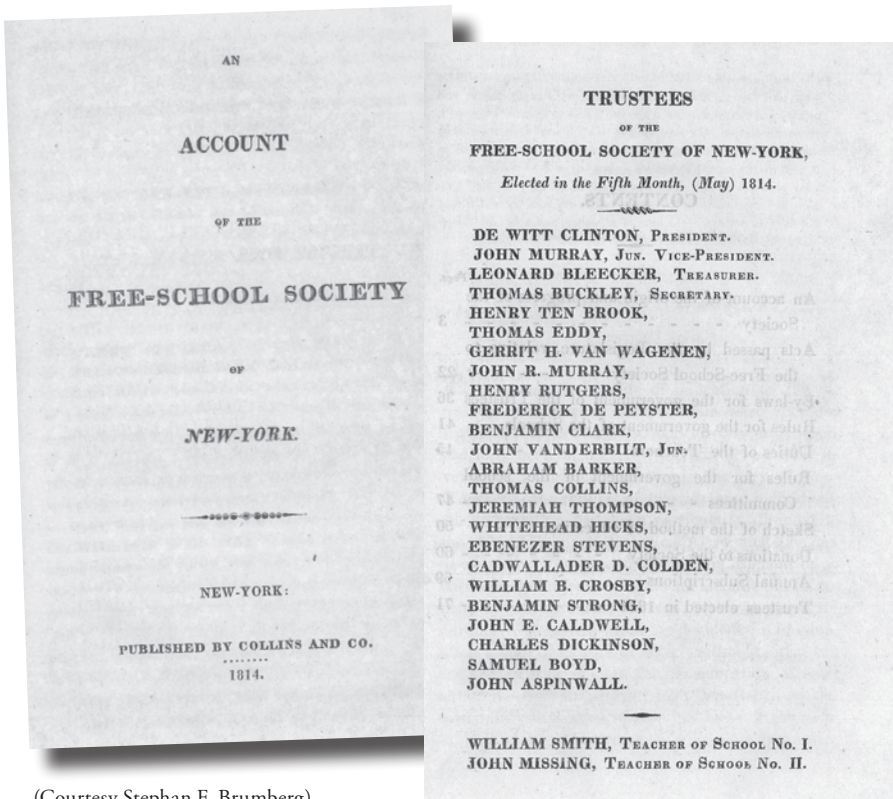 AN
ACCOUNT
OF THE
FREE-SCHOOL SOCIETY
OF
NEW-YORK.
NEW-YORK:
PUBLISHED BY COLLINS AND CO.
1814.
(Courtesy Stephan F. Brumberg)
TRUSTEES
OF THE
FREE-SCHOOL SOCIETY OF NEW-YORK,
Elected in the Fifth Month, (May) 1814.
DE WITT CLINTON, PRESIDENT.
JOHN MURRAY, JUN. VICE-PRESIDENT.
LEONARD BLEECKER, TREASURER.
THOMAS BUCKLEY, SECRETARY.
HENRY TEN BROOK,
THOMAS EDDY,
GERRIT H. VAN WAGENEN,
JOHN R. MURRAY,
HENRY RUTGERS,
FREDERICK DE PEYSTER,
BENJAMIN CLARK,
JOHN VANDERBILT, JUN.
ABRAHAM BARKER,
THOMAS COLLINS,
JEREMIAH THOMPSON,
WHITEHEAD HICKS,
EBENEZER STEVENS,
CADWALLADER D. COLDEN,
WILLIAM B. CROSBY,
BENJAMIN STRONG,
JOHN E. CALDWELL,
CHARLES DICKINSON,
SAMUEL BOYD,
JOHN ASPINWALL.
WILLIAM SMITH, TEACHER OF SCHOOL NO. I.
JOHN MISSING, TEACHER OF SCHOOL NO. II.